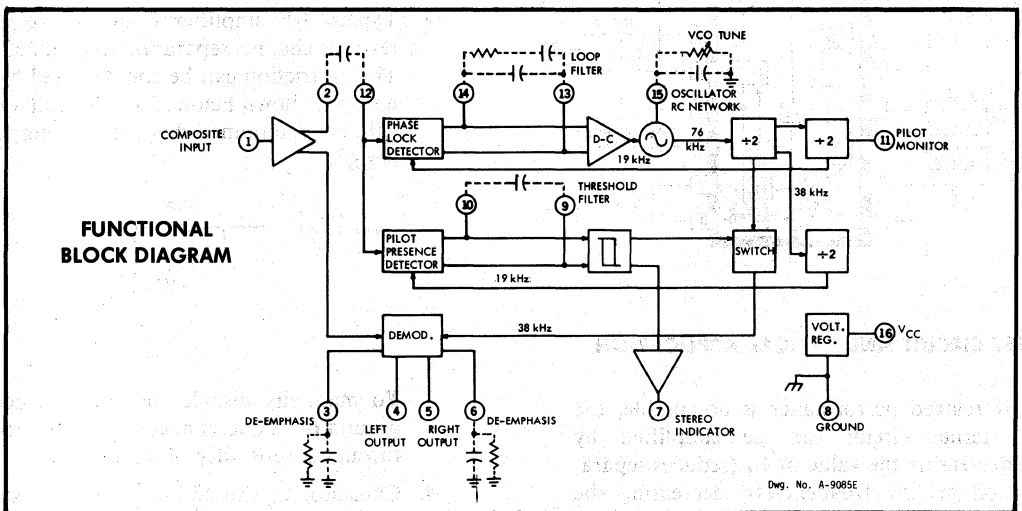 VCO TUNE
LOOP
FILTER
2
12
14
13
15
OSCILLATOR
RC NETWORK
COMPOSITE
INPUT
1
PHASE
LOCK
DETECTOR
D-C
19 kHz
76
kHz
÷2
÷2
11
PILOT
MONITOR
38 kHz
THRESHOLD
FILTER
10
9
FUNCTIONAL
BLOCK DIAGRAM
PILOT
PRESENCE
DETECTOR
SWITCH
÷2
19 kHz
DEMOD.
38 kHz
VOLT.
REG.
16
VCC
3
4
5
6
7
8
DE-EMPHASIS
LEFT
OUTPUT
RIGHT
OUTPUT
DE-EMPHASIS
STEREO
INDICATOR
GROUND
Dwg. No. A-9085E